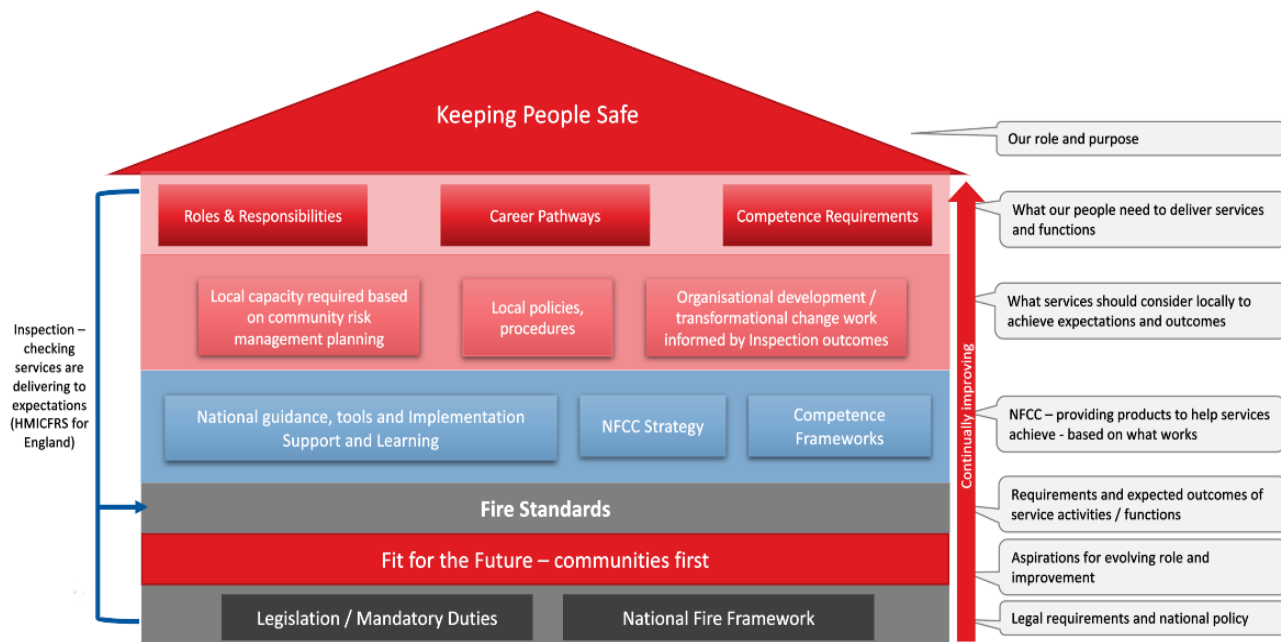 Keeping People Safe
Our role and purpose
Roles & Responsibilities
Career Pathways
Competence Requirements
What our people need to deliver services
and functions
Local capacity required based
on community risk
management planning
Local policies,
procedures
Organisational development /
transformational change work
informed by Inspection outcomes
What services should consider locally to
achieve expectations and outcomes
Inspection –
checking
services are
delivering to
expectations
(HMICFRS for
England)
Continually improving
National guidance, tools and Implementation
Support and Learning
NFCC Strategy
Competence
Frameworks
NFCC – providing products to help services
achieve - based on what works
Fire Standards
Requirements and expected outcomes of
service activities / functions
Fit for the Future – communities first
Aspirations for evolving role and
improvement
Legislation / Mandatory Duties
National Fire Framework
Legal requirements and national policy